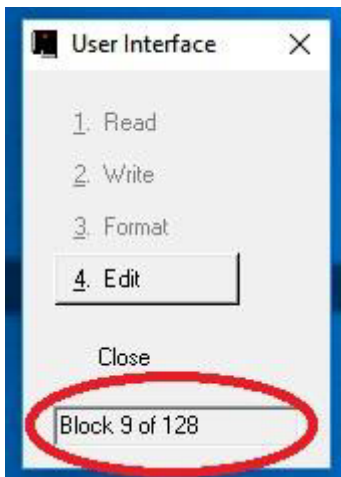 User Interface
1. Read
2. Write
3. Format
4. Edit
Close
Block 9 of 128